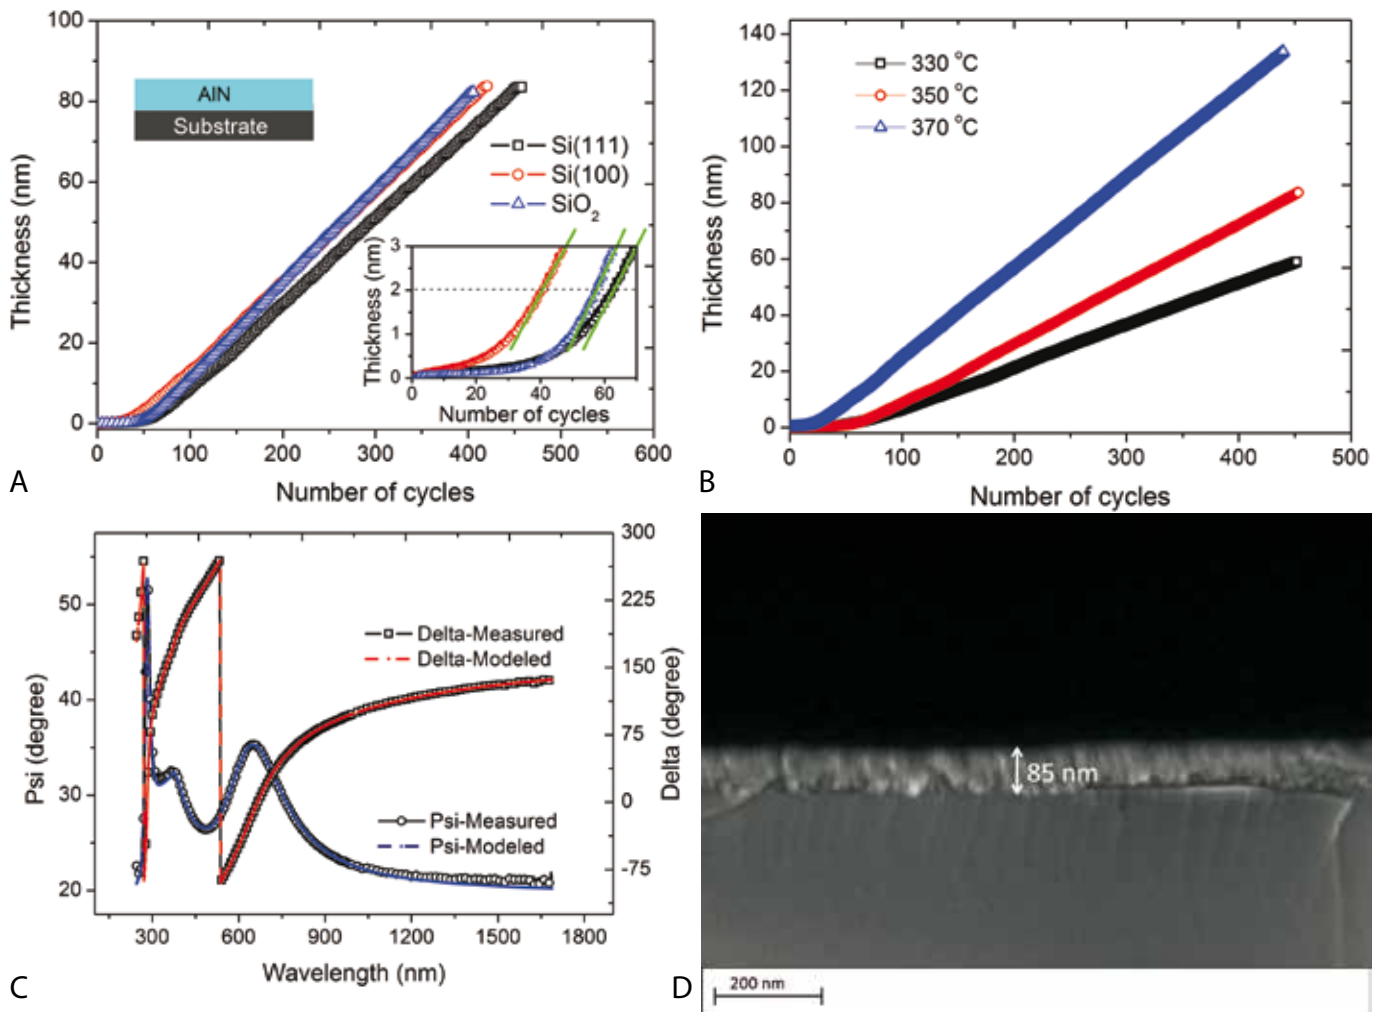 100
80
60
40
20
0
Thickness (nm)
AlN
Substrate
Si(111)
Si(100)
SiO2
3
2
1
0
Thickness (nm)
0 20 40 60
Number of cycles
0 100 200 300 400 500 600
Number of cycles
A
140
120
100
80
60
40
20
0
Thickness (nm)
330 °C
350 °C
370 °C
0 100 200 300 400 500
Number of cycles
B
50
40
30
20
Psi (degree)
300
225
150
75
0
-75
Delta (degree)
Delta-Measured
Delta-Modeled
Psi-Measured
Psi-Modeled
300 600 900 1200 1500 1800
Wavelength (nm)
C
85 nm
200 nm
D